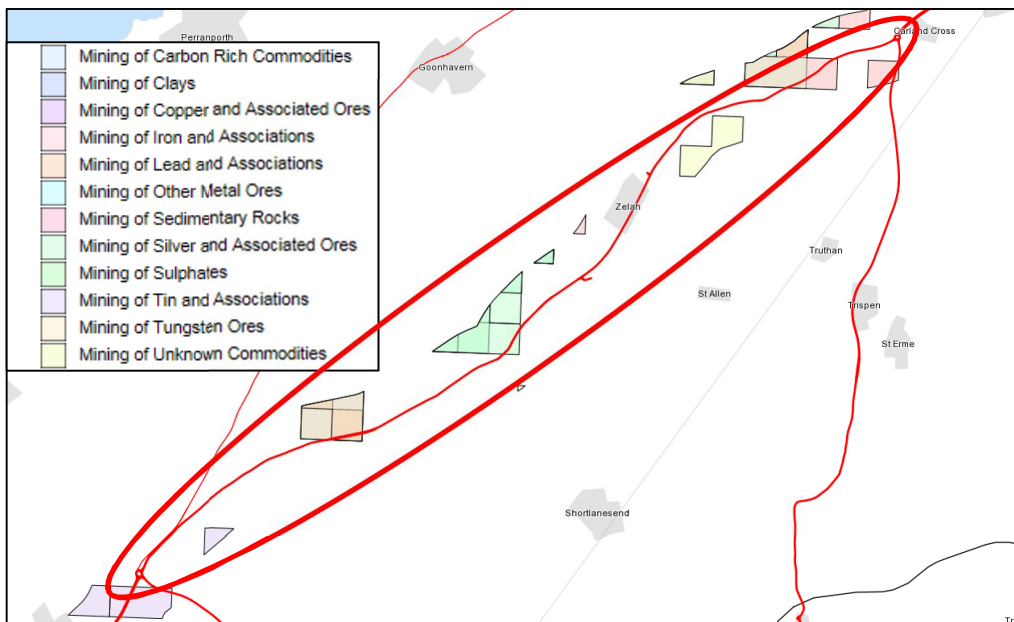 Perranporth
Goonhavern
Carland Cross
Mining of Carbon Rich Commodities
Mining of Clays
Mining of Copper and Associated Ores
Mining of Iron and Associations
Mining of Lead and Associations
Mining of Other Metal Ores
Mining of Sedimentary Rocks
Mining of Silver and Associated Ores
Mining of Sulphates
Mining of Tin and Associations
Mining of Tungsten Ores
Mining of Unknown Commodities
Zelah
Truthan
St Allen
Trispen
St Erme
Shortlanesend